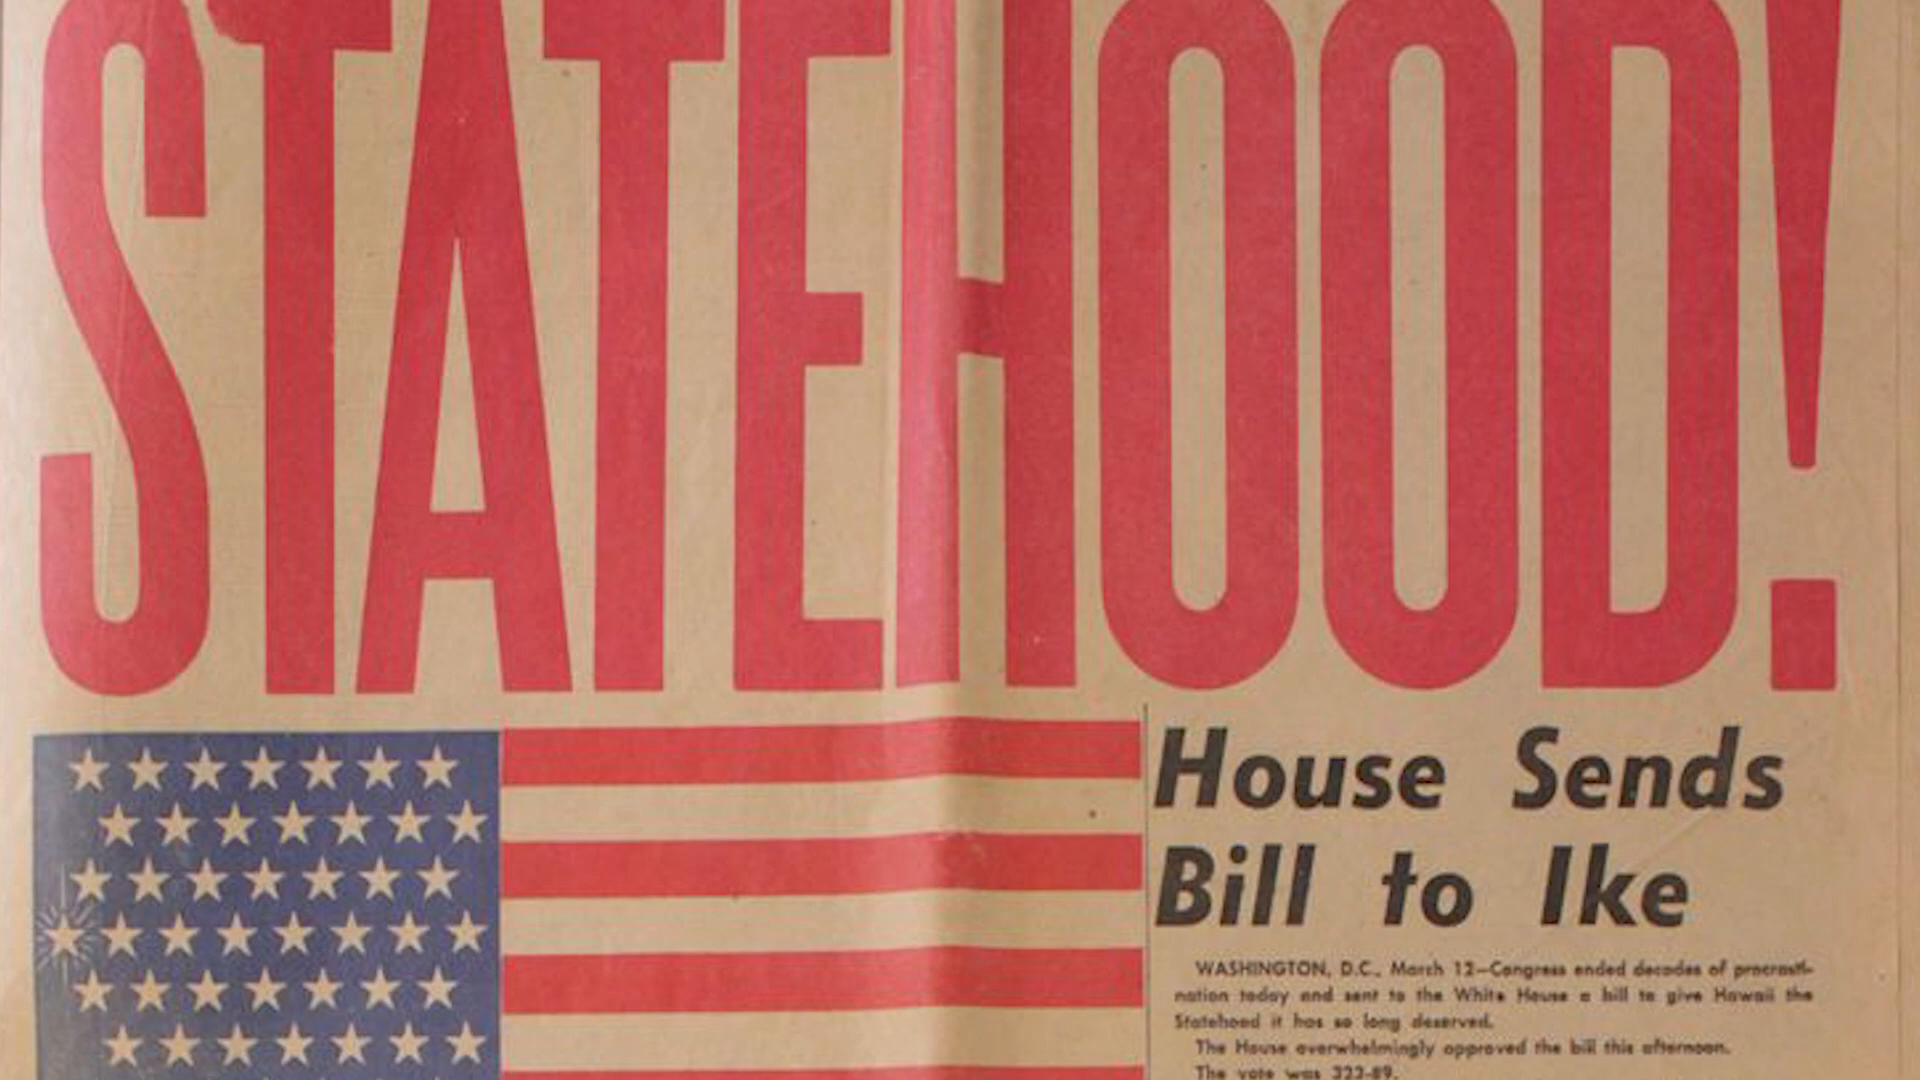 STATEHOOD!
House Sends
Bill to Ike
WASHINGTON, D.C., March 12—Congress ended decades of procrasti-
nation today and sent to the White House a bill to give Hawaii the
Statehood it has so long deserved.
The House overwhelmingly approved the bill this afternoon.
The vote was 323-89.